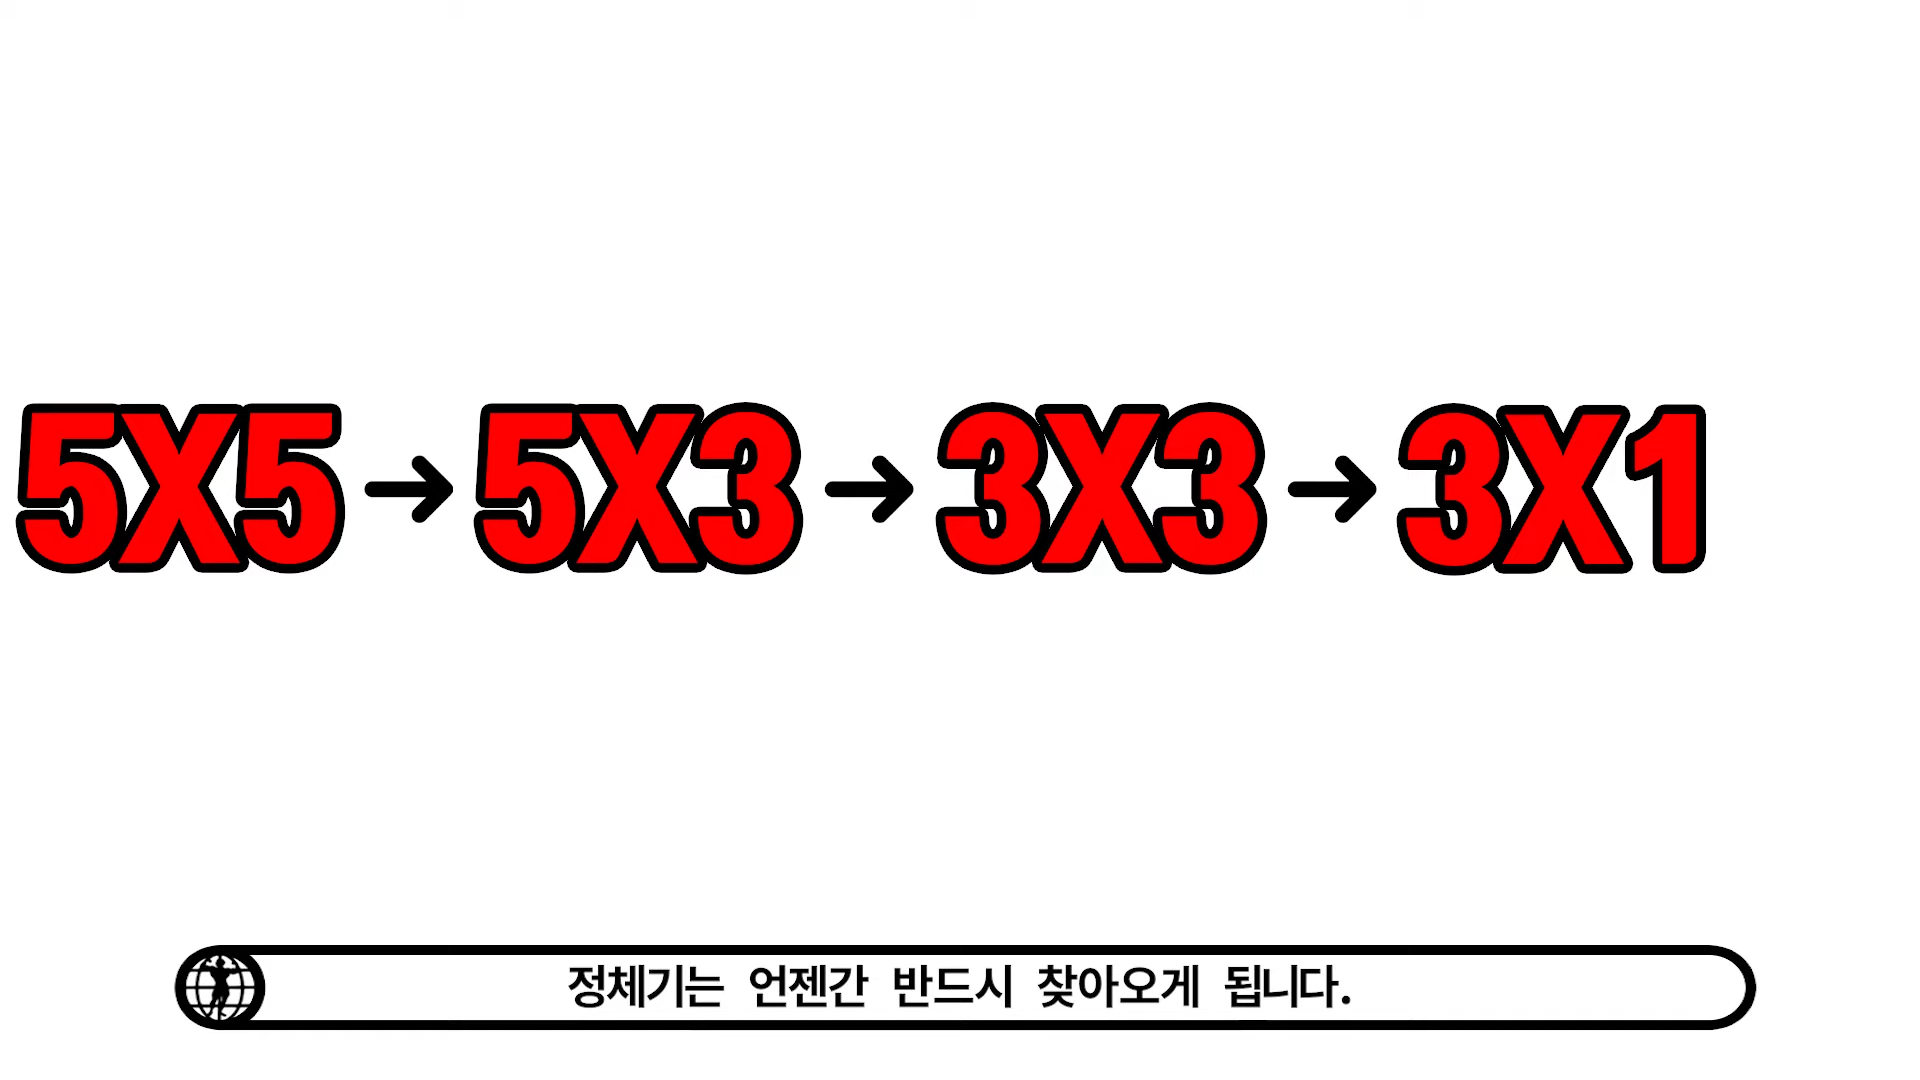 5X5 → 5X3 → 3X3 → 3X1
정체기는 언젠간 반드시 찾아오게 됩니다.